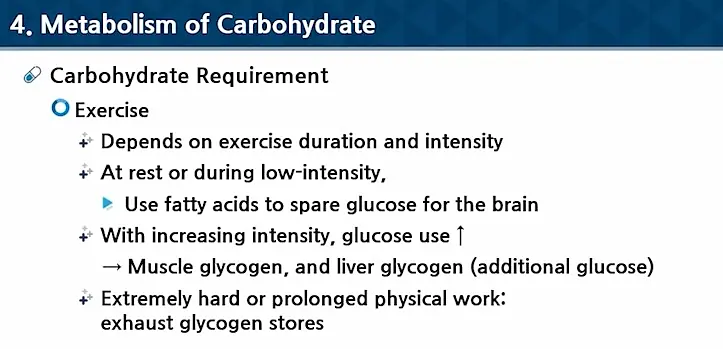 4. Metabolism of Carbohydrate
Carbohydrate Requirement
Exercise
Depends on exercise duration and intensity
At rest or during low-intensity,
Use fatty acids to spare glucose for the brain
With increasing intensity, glucose use ↑
→ Muscle glycogen, and liver glycogen (additional glucose)
Extremely hard or prolonged physical work:
exhaust glycogen stores